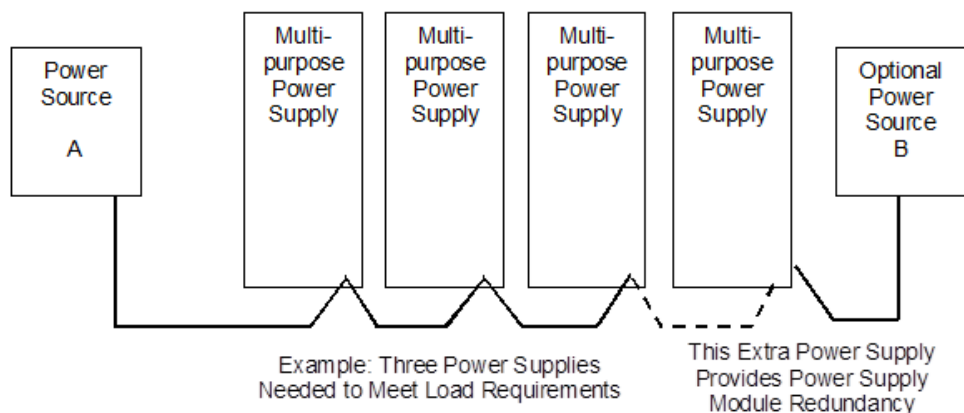 Power
Source
A
Multi-
purpose
Power
Supply
Multi-
purpose
Power
Supply
Multi-
purpose
Power
Supply
Multi-
purpose
Power
Supply
Optional
Power
Source
B
Example: Three Power Supplies
Needed to Meet Load Requirements
This Extra Power Supply
Provides Power Supply
Module Redundancy